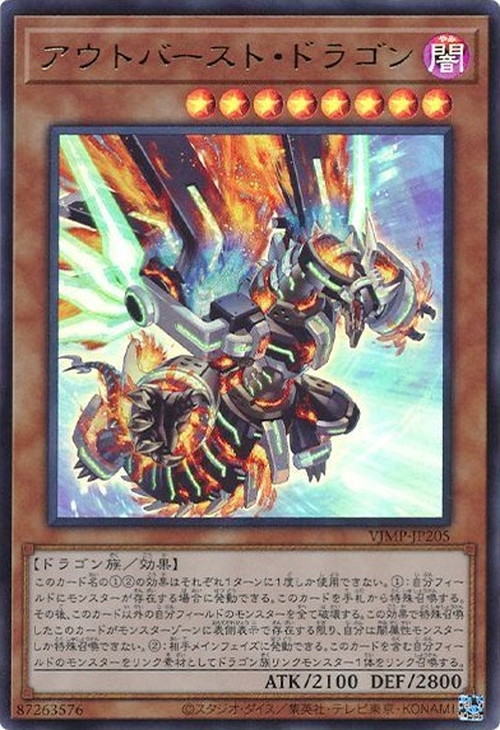 アウトバースト・ドラゴン 闇
VJMP-JP205
【ドラゴン族／効果】
このカード名の①②の効果はそれぞれ１ターンに１度しか使用できない。①：自分フィー
ルドにモンスターが存在する場合に発動できる。このカードを手札から特殊召喚する。
その後、このカード以外の自分フィールドのモンスターを全て破壊する。この効果で特殊召喚
したこのカードがモンスターゾーンに表側表示で存在する限り、自分は闇属性モンスター
しか特殊召喚できない。②：相手メインフェイズに発動できる。このカードを含む自分フィー
ルドのモンスターをリンク素材としてドラゴン族リンクモンスター１体をリンク召喚する。
ATK/2100 DEF/2800
87263576 ©スタジオ・ダイス／集英社・テレビ東京・KONAMI